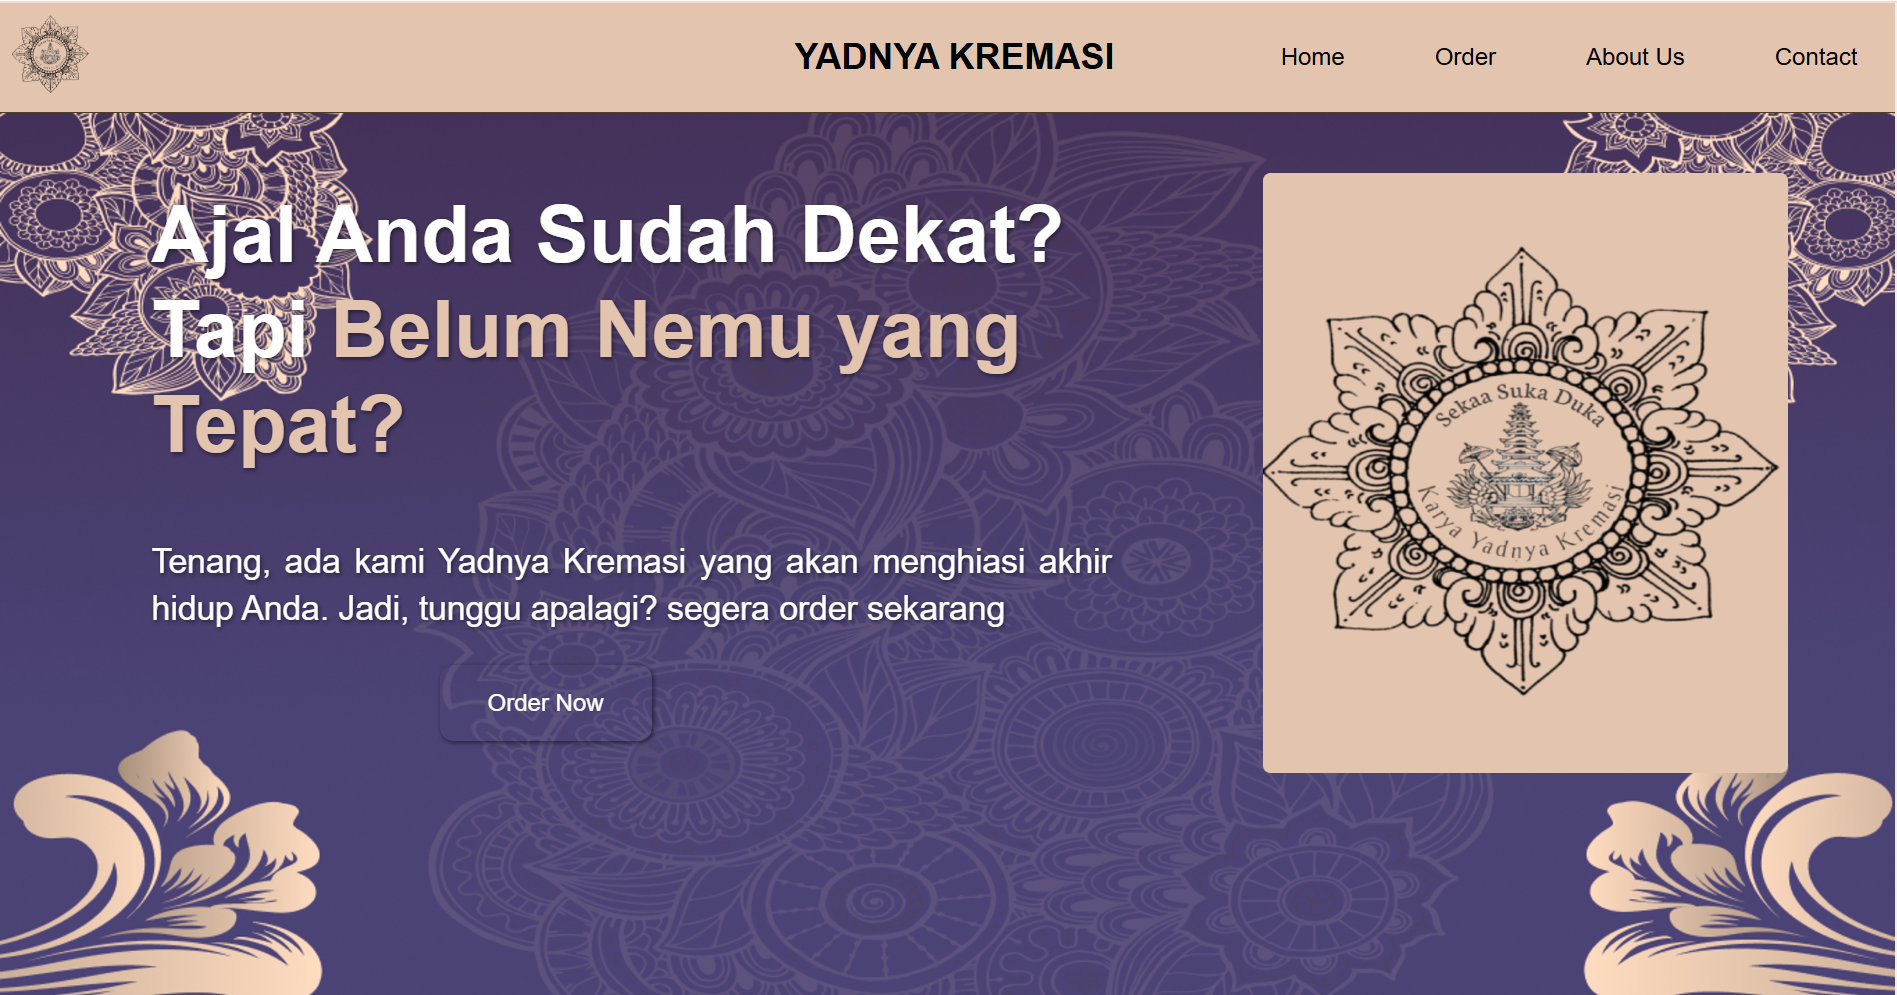 YADNYA KREMASI
Home
Order
About Us
Contact
Ajal Anda Sudah Dekat?
Tapi Belum Nemu yang
Tepat?
Tenang, ada kami Yadnya Kremasi yang akan menghiasi akhir
hidup Anda. Jadi, tunggu apalagi? segera order sekarang
Order Now
Sekaa Suka Duka
Karya Yadnya Kremasi